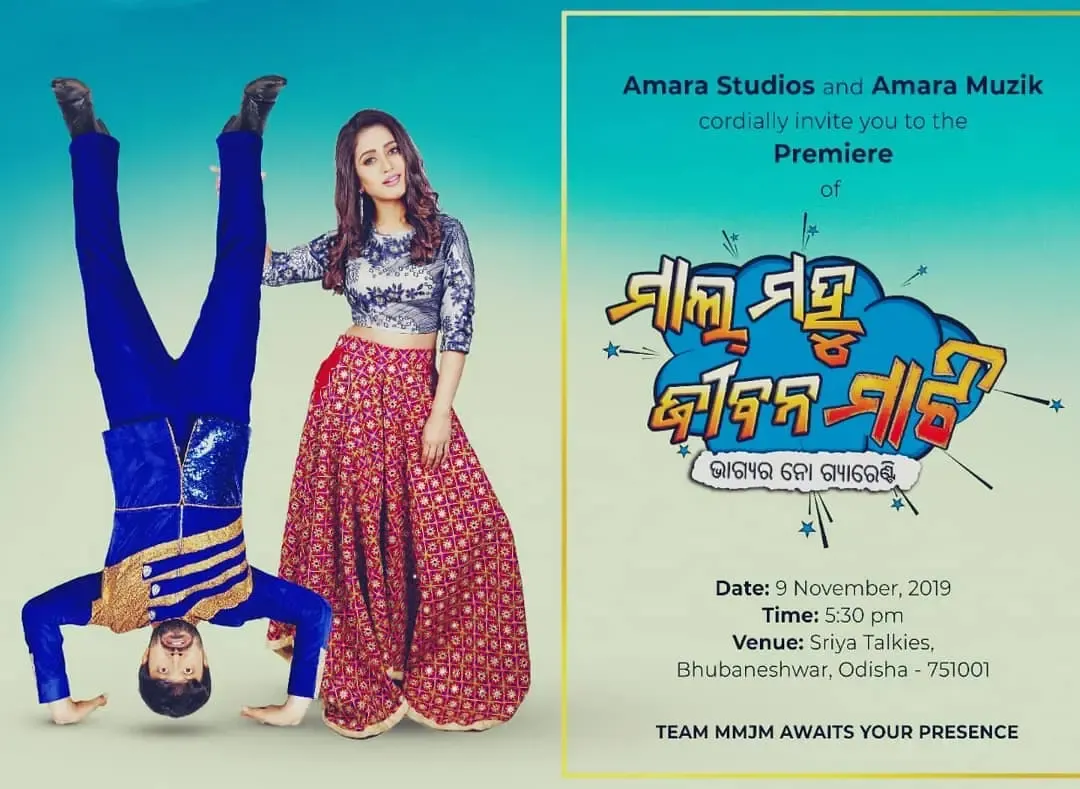 Amara Studios and Amara Muzik
cordially invite you to the
Premiere
of
ମାଲ୍ ମହୁ
ଜୀବନ ମାଟି
ଭାଗ୍ୟର ନୋ ଗ୍ୟାରେଣ୍ଟି
Date: 9 November, 2019
Time: 5:30 pm
Venue: Sriya Talkies,
Bhubaneshwar, Odisha - 751001
TEAM MMJM AWAITS YOUR PRESENCE